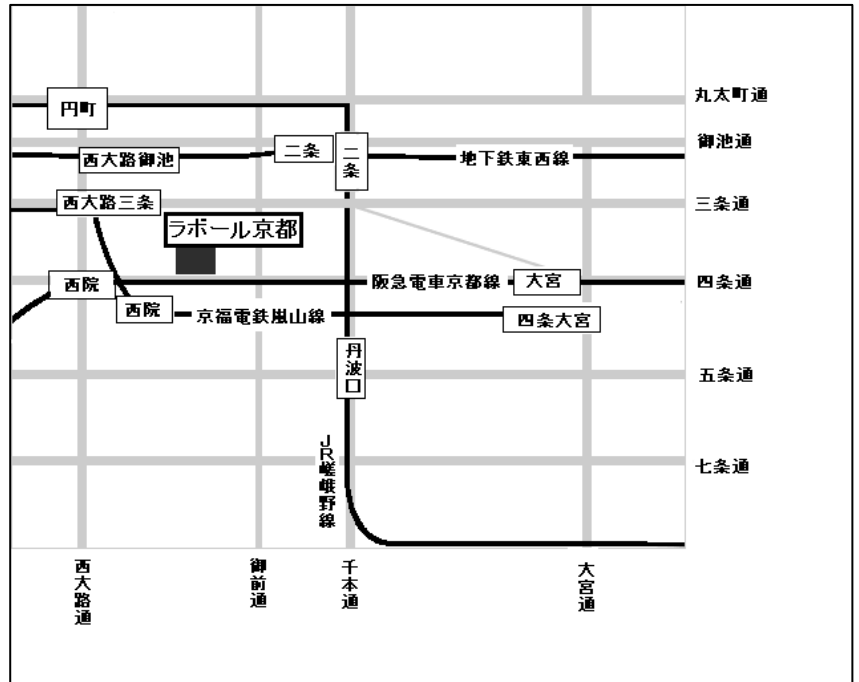 丸太町通
円町
御池通
二条
二条
西大路御池
地下鉄東西線
西大路三条
三条通
ラボール京都
西院
阪急電車京都線
大宮
四条通
西院
京福電鉄嵐山線
四条大宮
丹波口
五条通
JR嵯峨野線
七条通
西大路通
御前通
千本通
大宮通